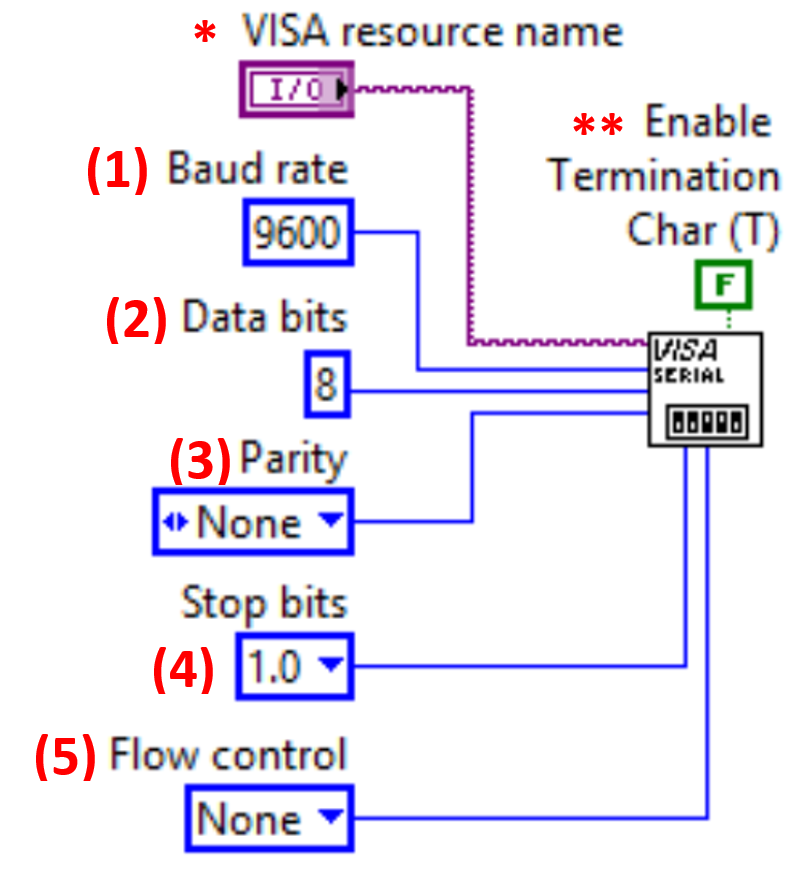 * VISA resource name
I/O
** Enable
Termination
Char (T)
F
(1) Baud rate
9600
(2) Data bits
8
(3) Parity
None
Stop bits
(4) 1.0
(5) Flow control
None
VISA
SERIAL